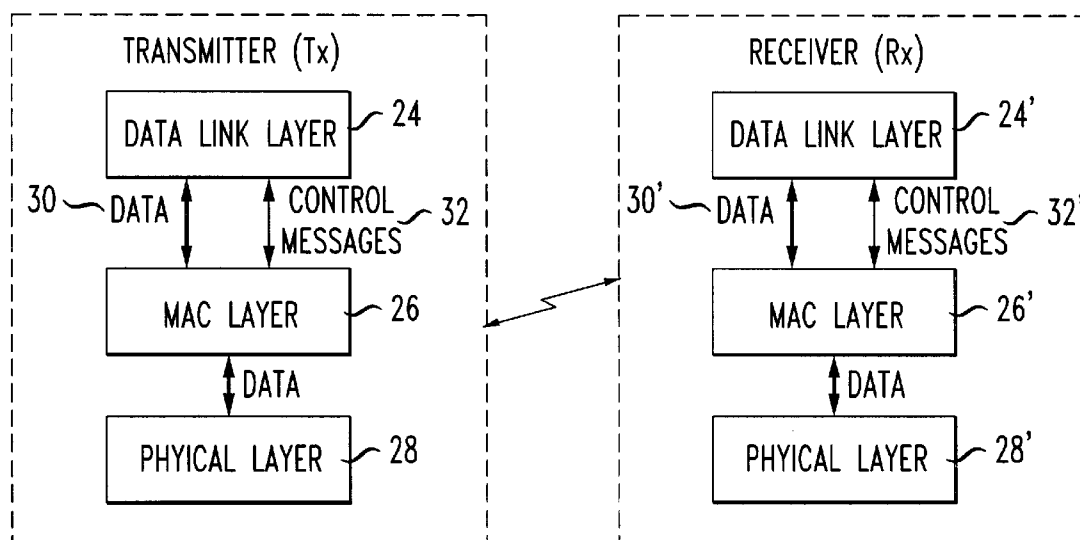 TRANSMITTER (Tx)
DATA LINK LAYER
24
30
DATA
CONTROL
MESSAGES
32
MAC LAYER
26
DATA
PHYICAL LAYER
28
RECEIVER (Rx)
DATA LINK LAYER
24'
30'
DATA
CONTROL
MESSAGES
32'
MAC LAYER
26'
DATA
PHYICAL LAYER
28'